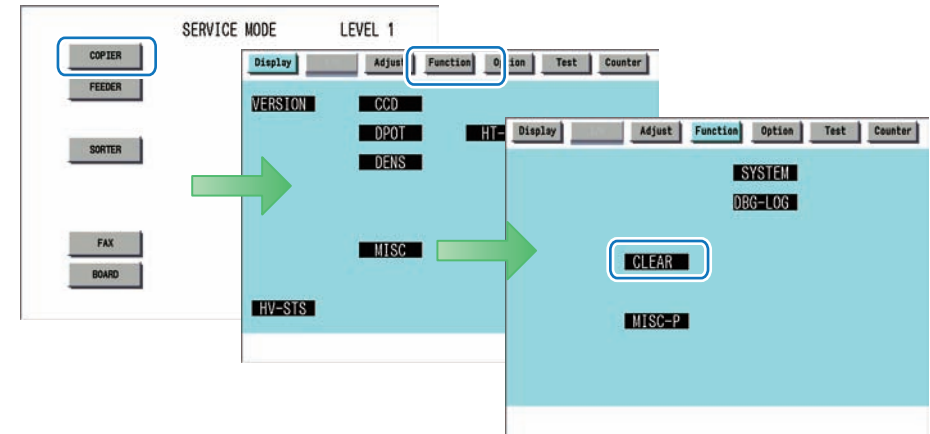 SERVICE MODE LEVEL 1
COPIER
FEEDER
SORTER
FAX
BOARD
Display Adjust Function Option Test Counter
VERSION CCD
DPOT HT-
DENS
MISC
HV-STS
Display Adjust Function Option Test Counter
SYSTEM
DBG-LOG
CLEAR
MISC-P